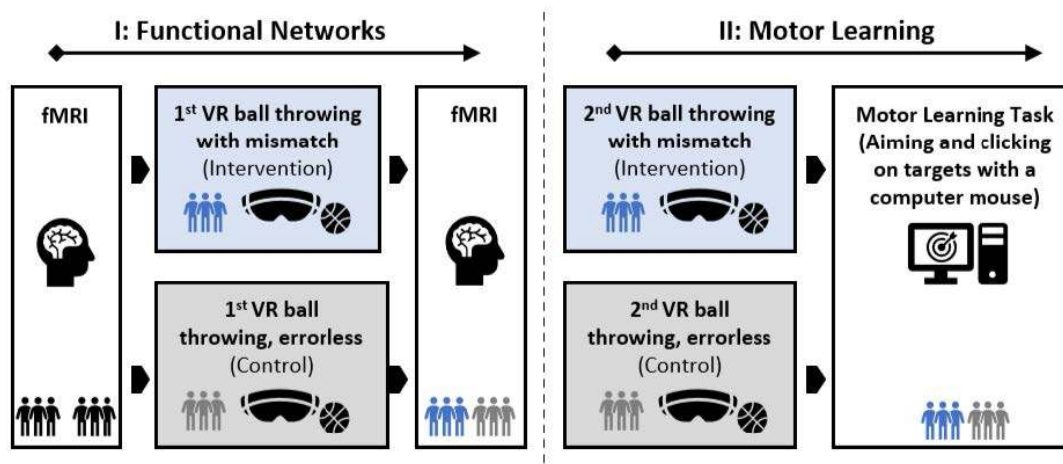 I: Functional Networks
fMRI
1st VR ball throwing
with mismatch
(Intervention)
1st VR ball
throwing, errorless
(Control)
fMRI
II: Motor Learning
2nd VR ball throwing
with mismatch
(Intervention)
2nd VR ball
throwing, errorless
(Control)
Motor Learning Task
(Aiming and clicking
on targets with a
computer mouse)